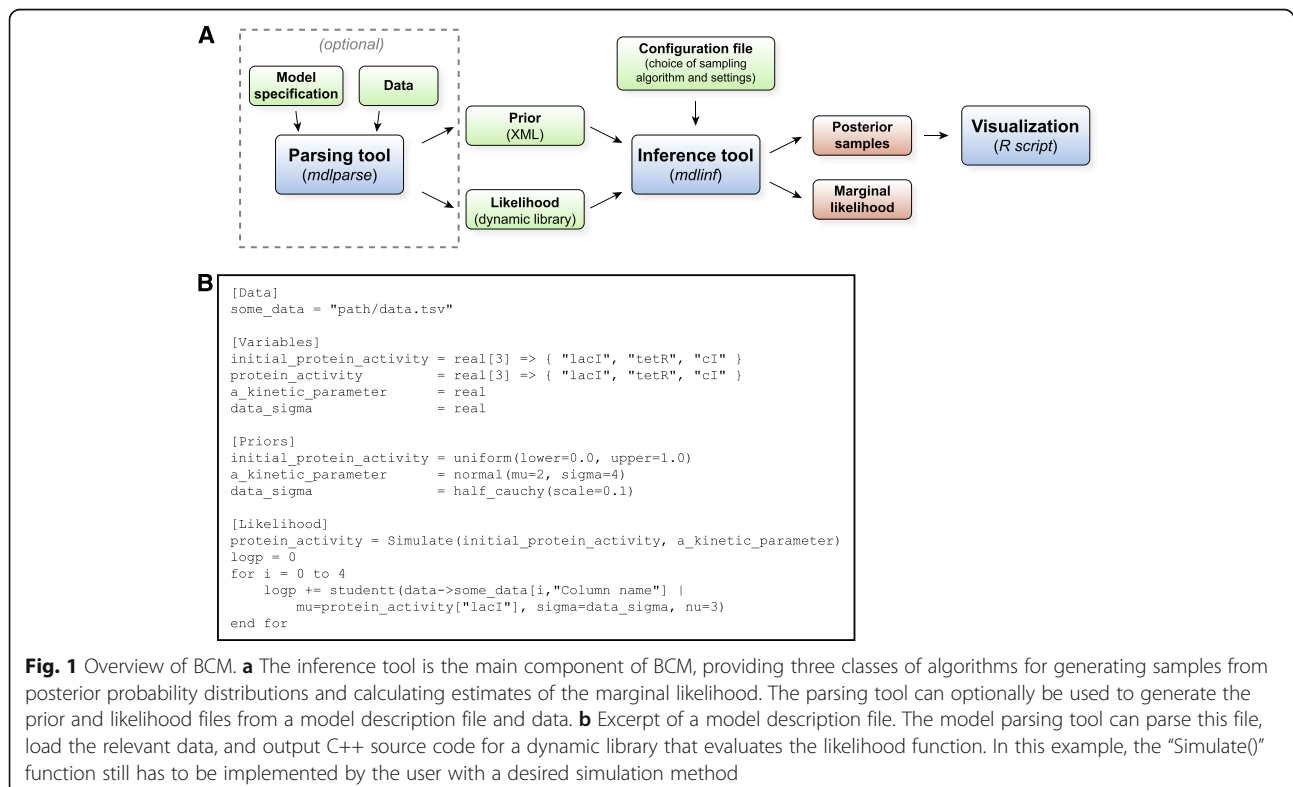 A
(optional)
Model
specification
Data
Parsing tool
(mdlparse)
Prior
(XML)
Likelihood
(dynamic library)
Configuration file
(choice of sampling
algorithm and settings)
Inference tool
(mdlinf)
Posterior
samples
Marginal
likelihood
Visualization
(R script)
B
[Data]
some_data = "path/data.tsv"
[Variables]
initial_protein_activity = real[3] => { "lacI", "tetR", "cI" }
protein_activity = real[3] => { "lacI", "tetR", "cI" }
a_kinetic_parameter = real
data_sigma = real
[Priors]
initial_protein_activity = uniform(lower=0.0, upper=1.0)
a_kinetic_parameter = normal(mu=2, sigma=4)
data_sigma = half_cauchy(scale=0.1)
[Likelihood]
protein_activity = Simulate(initial_protein_activity, a_kinetic_parameter)
logp = 0
for i = 0 to 4
logp += studentt(data->some_data[i,"Column name"] |
mu=protein_activity["lacI"], sigma=data_sigma, nu=3)
end for
Fig. 1 Overview of BCM. a The inference tool is the main component of BCM, providing three classes of algorithms for generating samples from
posterior probability distributions and calculating estimates of the marginal likelihood. The parsing tool can optionally be used to generate the
prior and likelihood files from a model description file and data. b Excerpt of a model description file. The model parsing tool can parse this file,
load the relevant data, and output C++ source code for a dynamic library that evaluates the likelihood function. In this example, the “Simulate()”
function still has to be implemented by the user with a desired simulation method